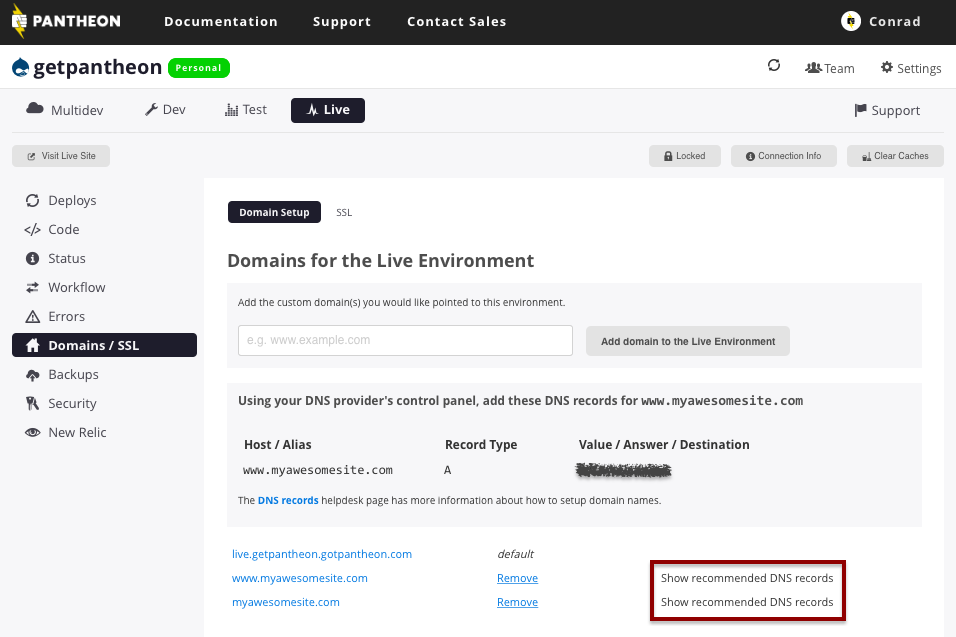 PANTHEON Documentation Support Contact Sales Conrad
getpantheon Personal Team Settings
Multidev Dev Test Live Support
Visit Live Site Locked Connection Info Clear Caches
Deploys
Code
Status
Workflow
Errors
Domains / SSL
Backups
Security
New Relic
Domain Setup SSL
Domains for the Live Environment
Add the custom domain(s) you would like pointed to this environment.
e.g. www.example.com Add domain to the Live Environment
Using your DNS provider's control panel, add these DNS records for www.myawesomesite.com
Host / Alias Record Type Value / Answer / Destination
www.myawesomesite.com A
The DNS records helpdesk page has more information about how to setup domain names.
live.getpantheon.gotpantheon.com default
www.myawesomesite.com Remove Show recommended DNS records
myawesomesite.com Remove Show recommended DNS records